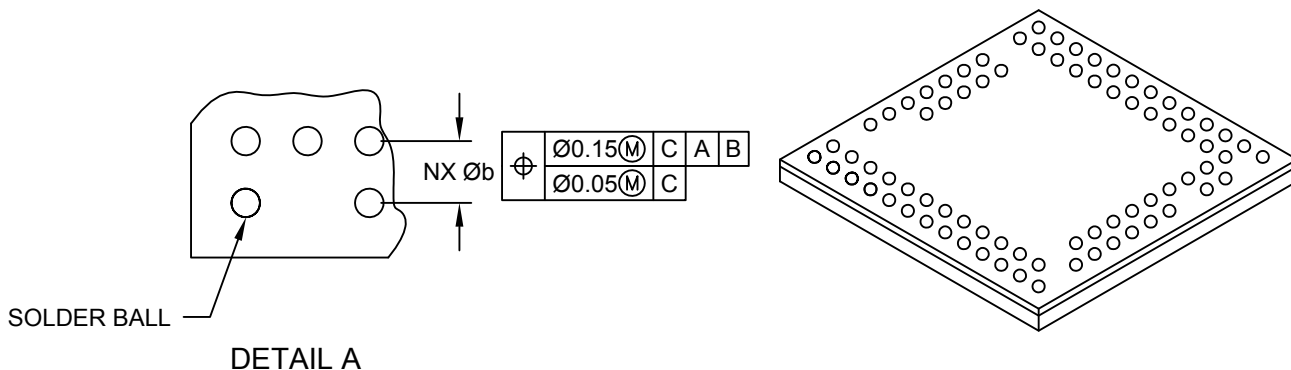 NX Øb
⌖ Ø0.15Ⓜ C A B
Ø0.05Ⓜ C
SOLDER BALL
DETAIL A